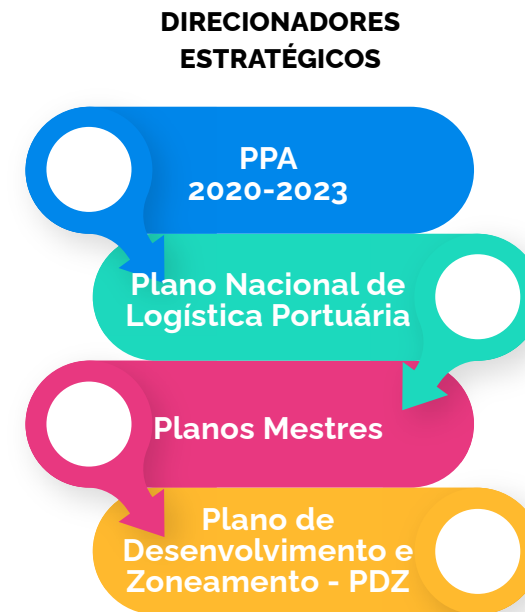 DIRECIONADORES
ESTRATÉGICOS
PPA
2020-2023
Plano Nacional de
Logística Portuária
Planos Mestres
Plano de
Desenvolvimento e
Zoneamento - PDZ